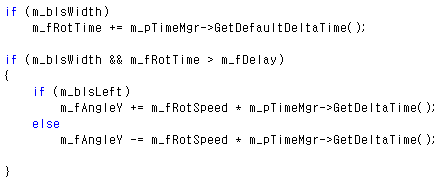 if (m_bIsWidth)
m_fRotTime += m_pTimeMgr->GetDefaultDeltaTime();
if (m_bIsWidth && m_fRotTime > m_fDelay)
{
if (m_bIsLeft)
m_fAngleY += m_fRotSpeed * m_pTimeMgr->GetDeltaTime();
else
m_fAngleY -= m_fRotSpeed * m_pTimeMgr->GetDeltaTime();
}